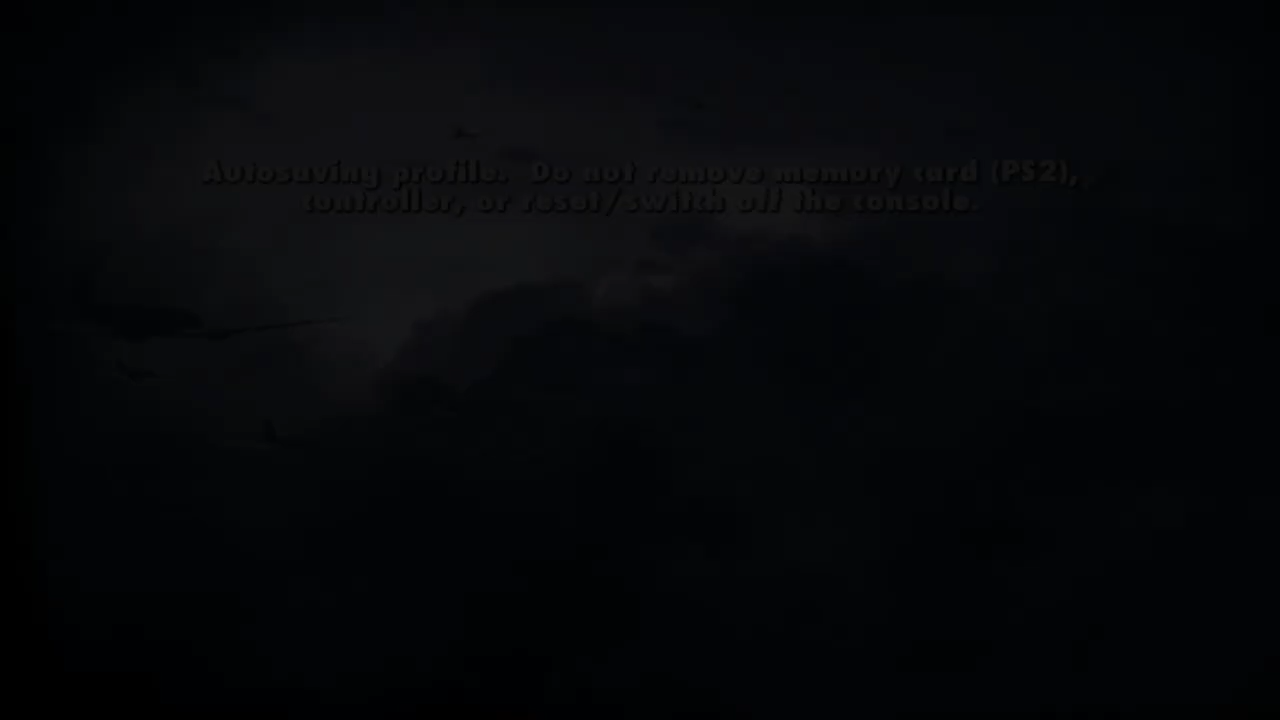 Autosaving profile. Do not remove memory card (PS2),
controller, or reset/switch off the console.